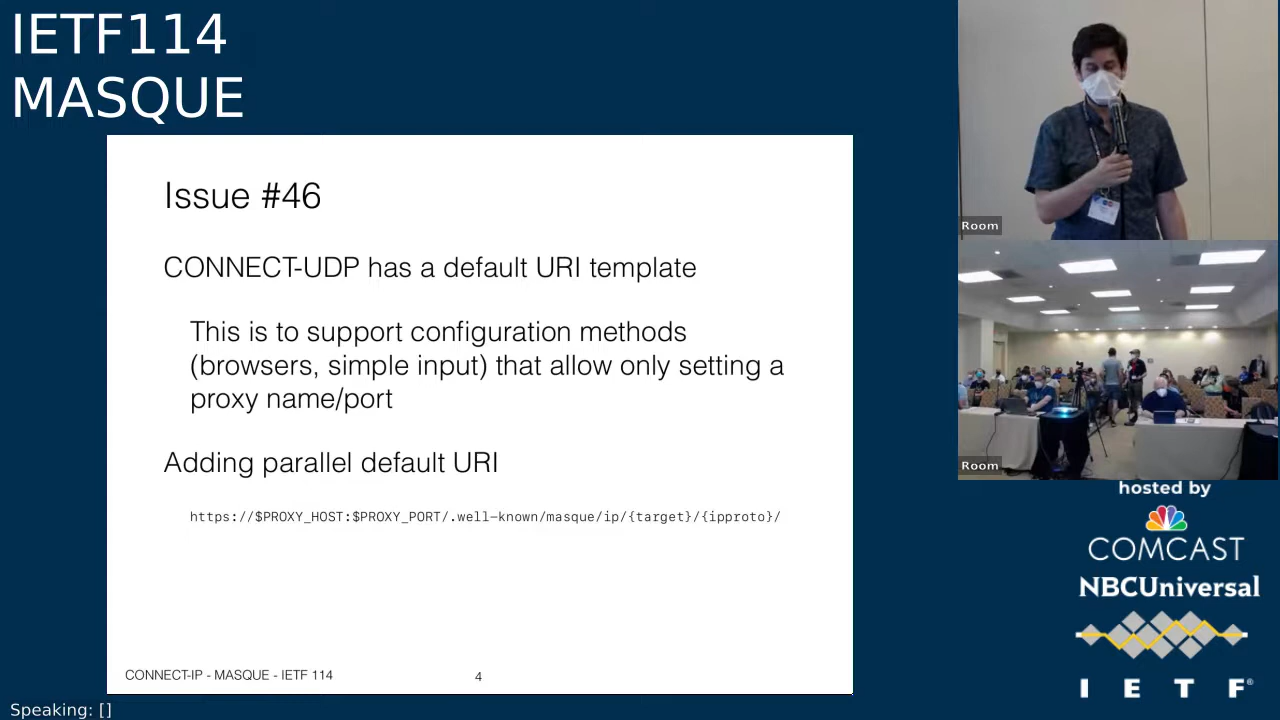 IETF114
MASQUE
Issue #46
CONNECT-UDP has a default URI template
This is to support configuration methods
(browsers, simple input) that allow only setting a
proxy name/port
Adding parallel default URI
https://$PROXY_HOST:$PROXY_PORT/.well-known/masque/ip/{target}/{ipproto}/
CONNECT-IP - MASQUE - IETF 114
4
Room
Room
hosted by
COMCAST
NBCUniversal
I E T F®
Speaking: []